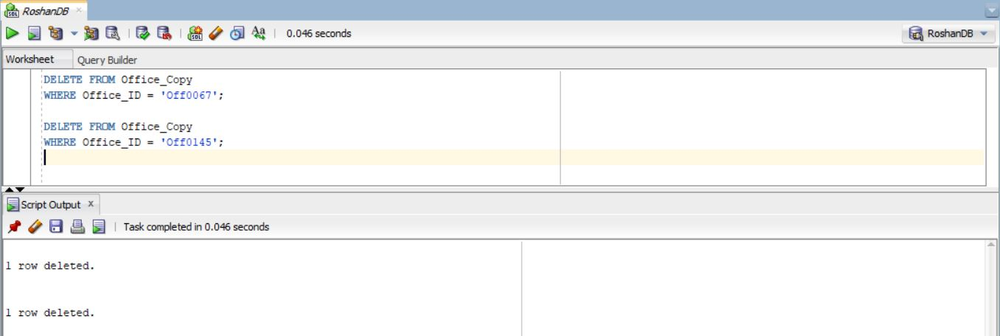 RoshanDB
0.046 seconds
RoshanDB
Worksheet
Query Builder
DELETE FROM Office_Copy
WHERE Office_ID = 'Off0067';
DELETE FROM Office_Copy
WHERE Office_ID = 'Off0145';
Script Output x
Task completed in 0.046 seconds
1 row deleted.
1 row deleted.